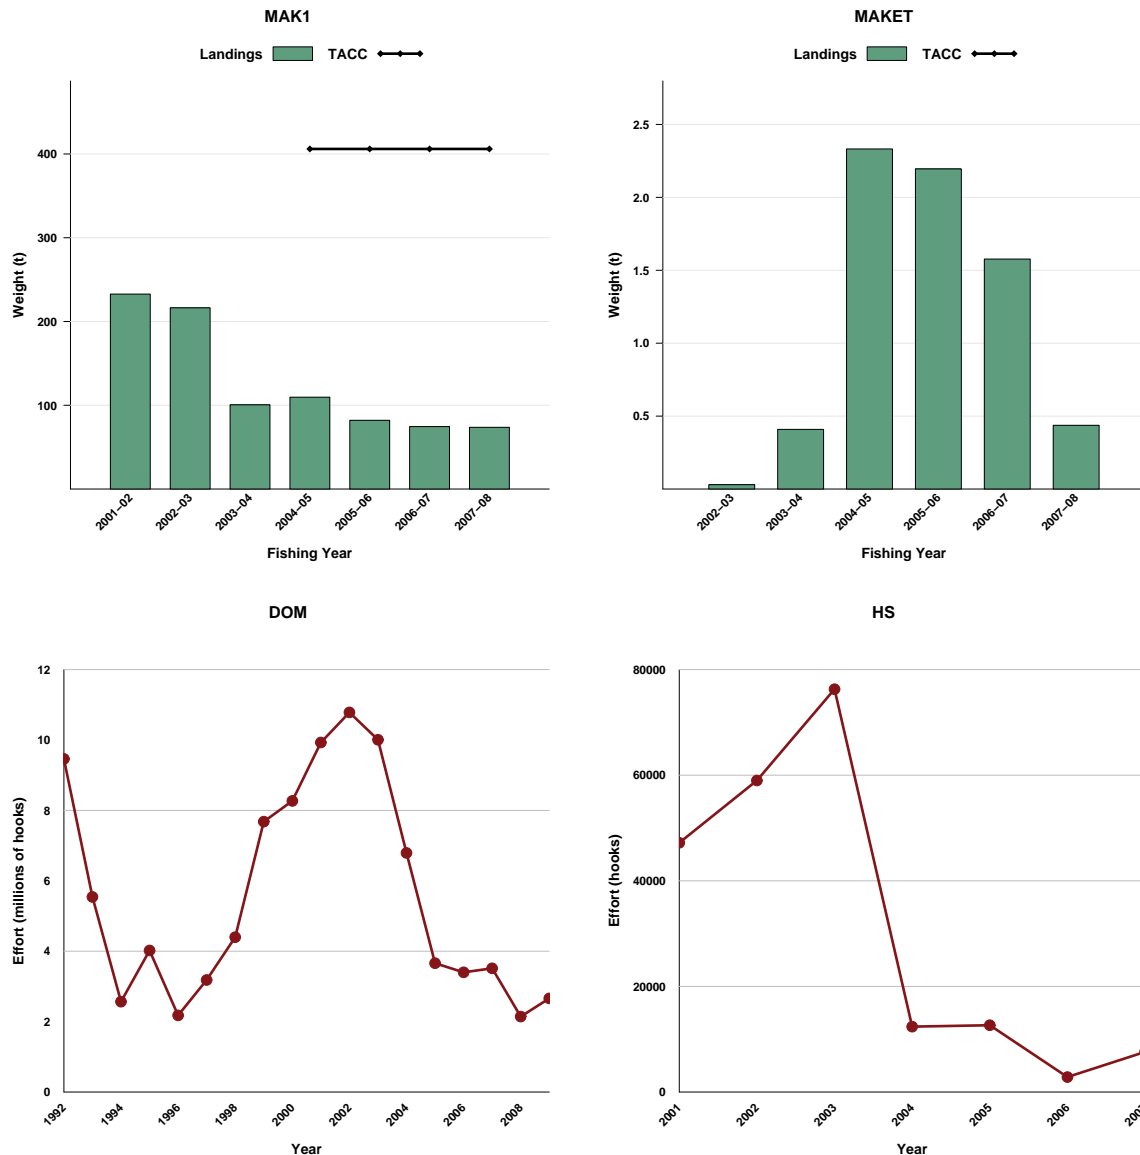 MAK1
Landings TACC
Weight (t)
400
300
200
100
2001–02 2002–03 2003–04 2004–05 2005–06 2006–07 2007–08
Fishing Year
MAKET
Landings TACC
Weight (t)
2.5
2.0
1.5
1.0
0.5
2002–03 2003–04 2004–05 2005–06 2006–07 2007–08
Fishing Year
DOM
Effort (millions of hooks)
12
10
8
6
4
2
0
1992 1994 1996 1998 2000 2002 2004 2006 2008
Year
HS
Effort (hooks)
80000
60000
40000
20000
0
2001 2002 2003 2004 2005 2006
Year